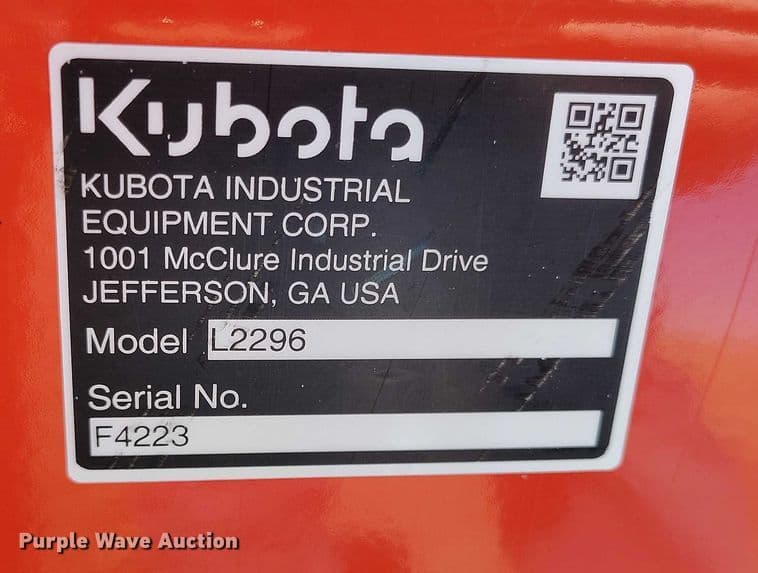 Kubota
KUBOTA INDUSTRIAL
EQUIPMENT CORP.
1001 McClure Industrial Drive
JEFFERSON, GA USA
Model L2296
Serial No.
F4223
Purple Wave Auction